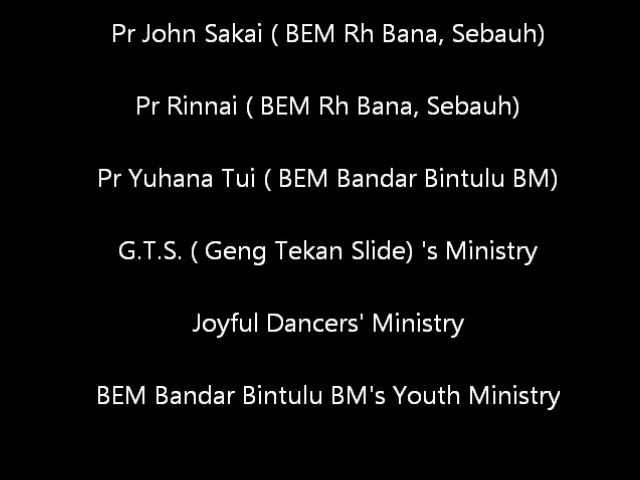 Pr John Sakai ( BEM Rh Bana, Sebauh)
Pr Rinnai ( BEM Rh Bana, Sebauh)
Pr Yuhana Tui ( BEM Bandar Bintulu BM)
G.T.S. ( Geng Tekan Slide) 's Ministry
Joyful Dancers' Ministry
BEM Bandar Bintulu BM's Youth Ministry